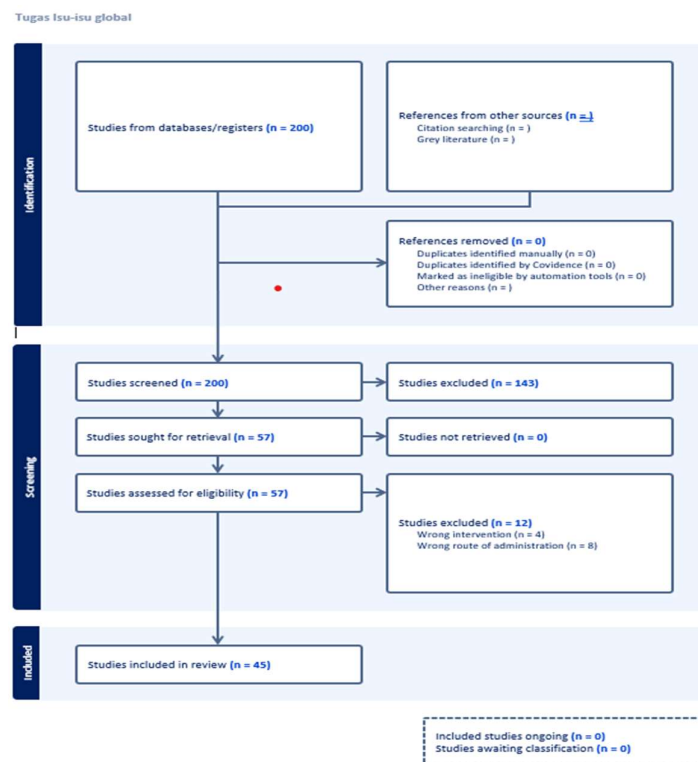 Tugas Isu-isu global
Identification
Studies from databases/registers (n = 200)
References from other sources (n = )
Citation searching (n = )
Grey literature (n = )
References removed (n = 0)
Duplicates identified manually (n = 0)
Duplicates identified by Covidence (n = 0)
Marked as ineligible by automation tools (n = 0)
Other reasons (n = )
Screening
Studies screened (n = 200)
Studies excluded (n = 143)
Studies sought for retrieval (n = 57)
Studies not retrieved (n = 0)
Studies assessed for eligibility (n = 57)
Studies excluded (n = 12)
Wrong intervention (n = 4)
Wrong route of administration (n = 8)
Included
Studies included in review (n = 45)
Included studies ongoing (n = 0)
Studies awaiting classification (n = 0)